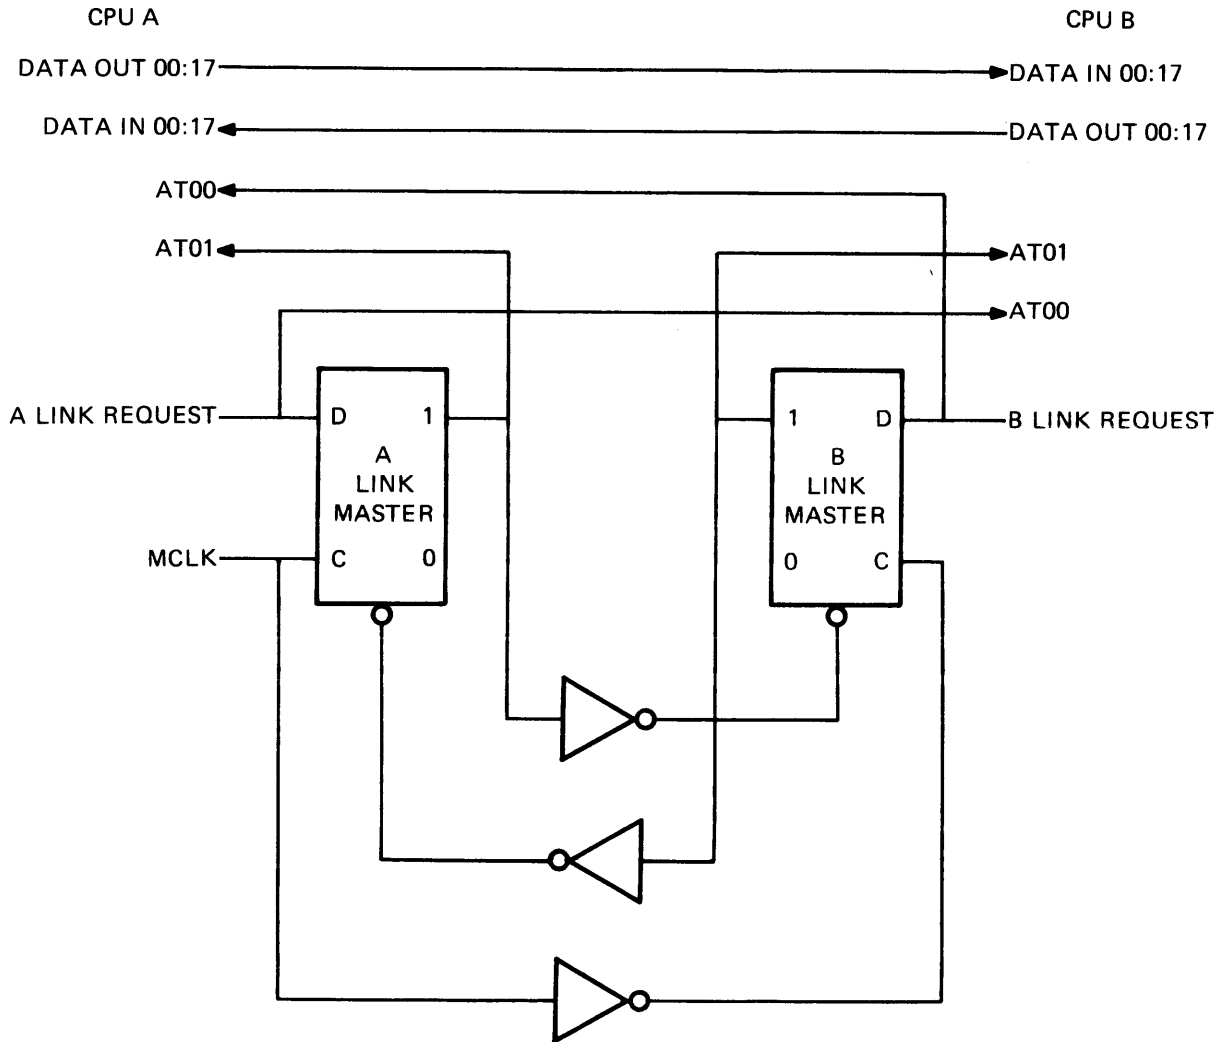 CPU A
CPU B
DATA OUT 00:17
DATA IN 00:17
DATA IN 00:17
DATA OUT 00:17
AT00
AT01
AT01
AT00
A LINK REQUEST
D 1
A
LINK
MASTER
C 0
MCLK
1 D
B
LINK
MASTER
0 C
B LINK REQUEST